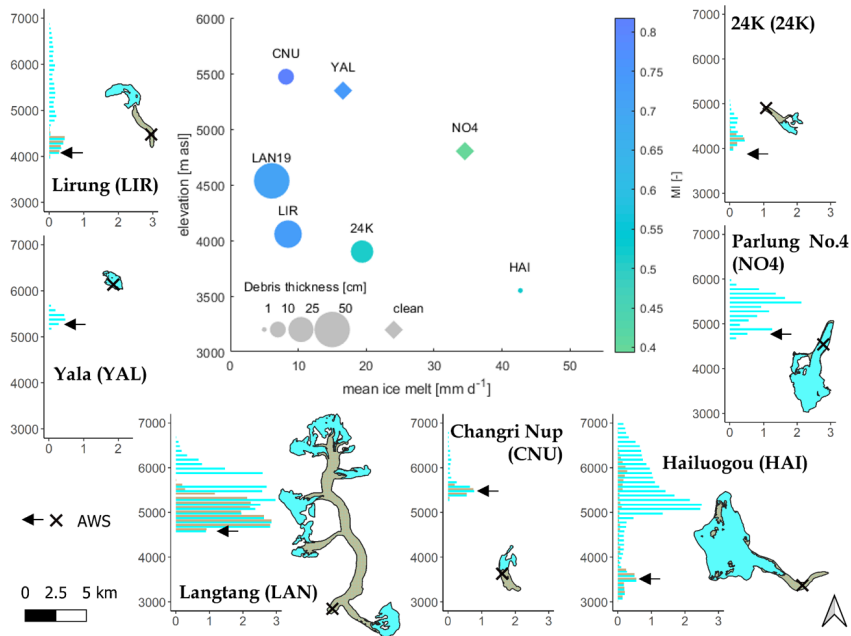 7000
6000
5000
4000
3000
0 1 2 3
Lirung (LIR)
6000
5500
5000
4500
4000
3500
3000
elevation [m asl]
0 10 20 30 40 50
mean ice melt [mm d⁻¹]
CNU
YAL
NO4
LAN19
LIR
24K
HAI
Debris thickness [cm]
1 10 25 50 clean
0.8
0.75
0.7
0.65
0.6
0.55
0.5
0.45
0.4
MI [-]
24K (24K)
7000
6000
5000
4000
3000
0 1 2 3
7000
6000
5000
4000
3000
0 2
Yala (YAL)
Parlung No.4
(NO4)
7000
6000
5000
4000
3000
0 1 2 3
AWS
0 2.5 5 km
7000
6000
5000
4000
3000
0 1 2 3
Langtang (LAN)
Changri Nup
(CNU)
7000
6000
5000
4000
3000
0 1 2
Hailuogou (HAI)
7000
6000
5000
4000
3000
0 1 2 3